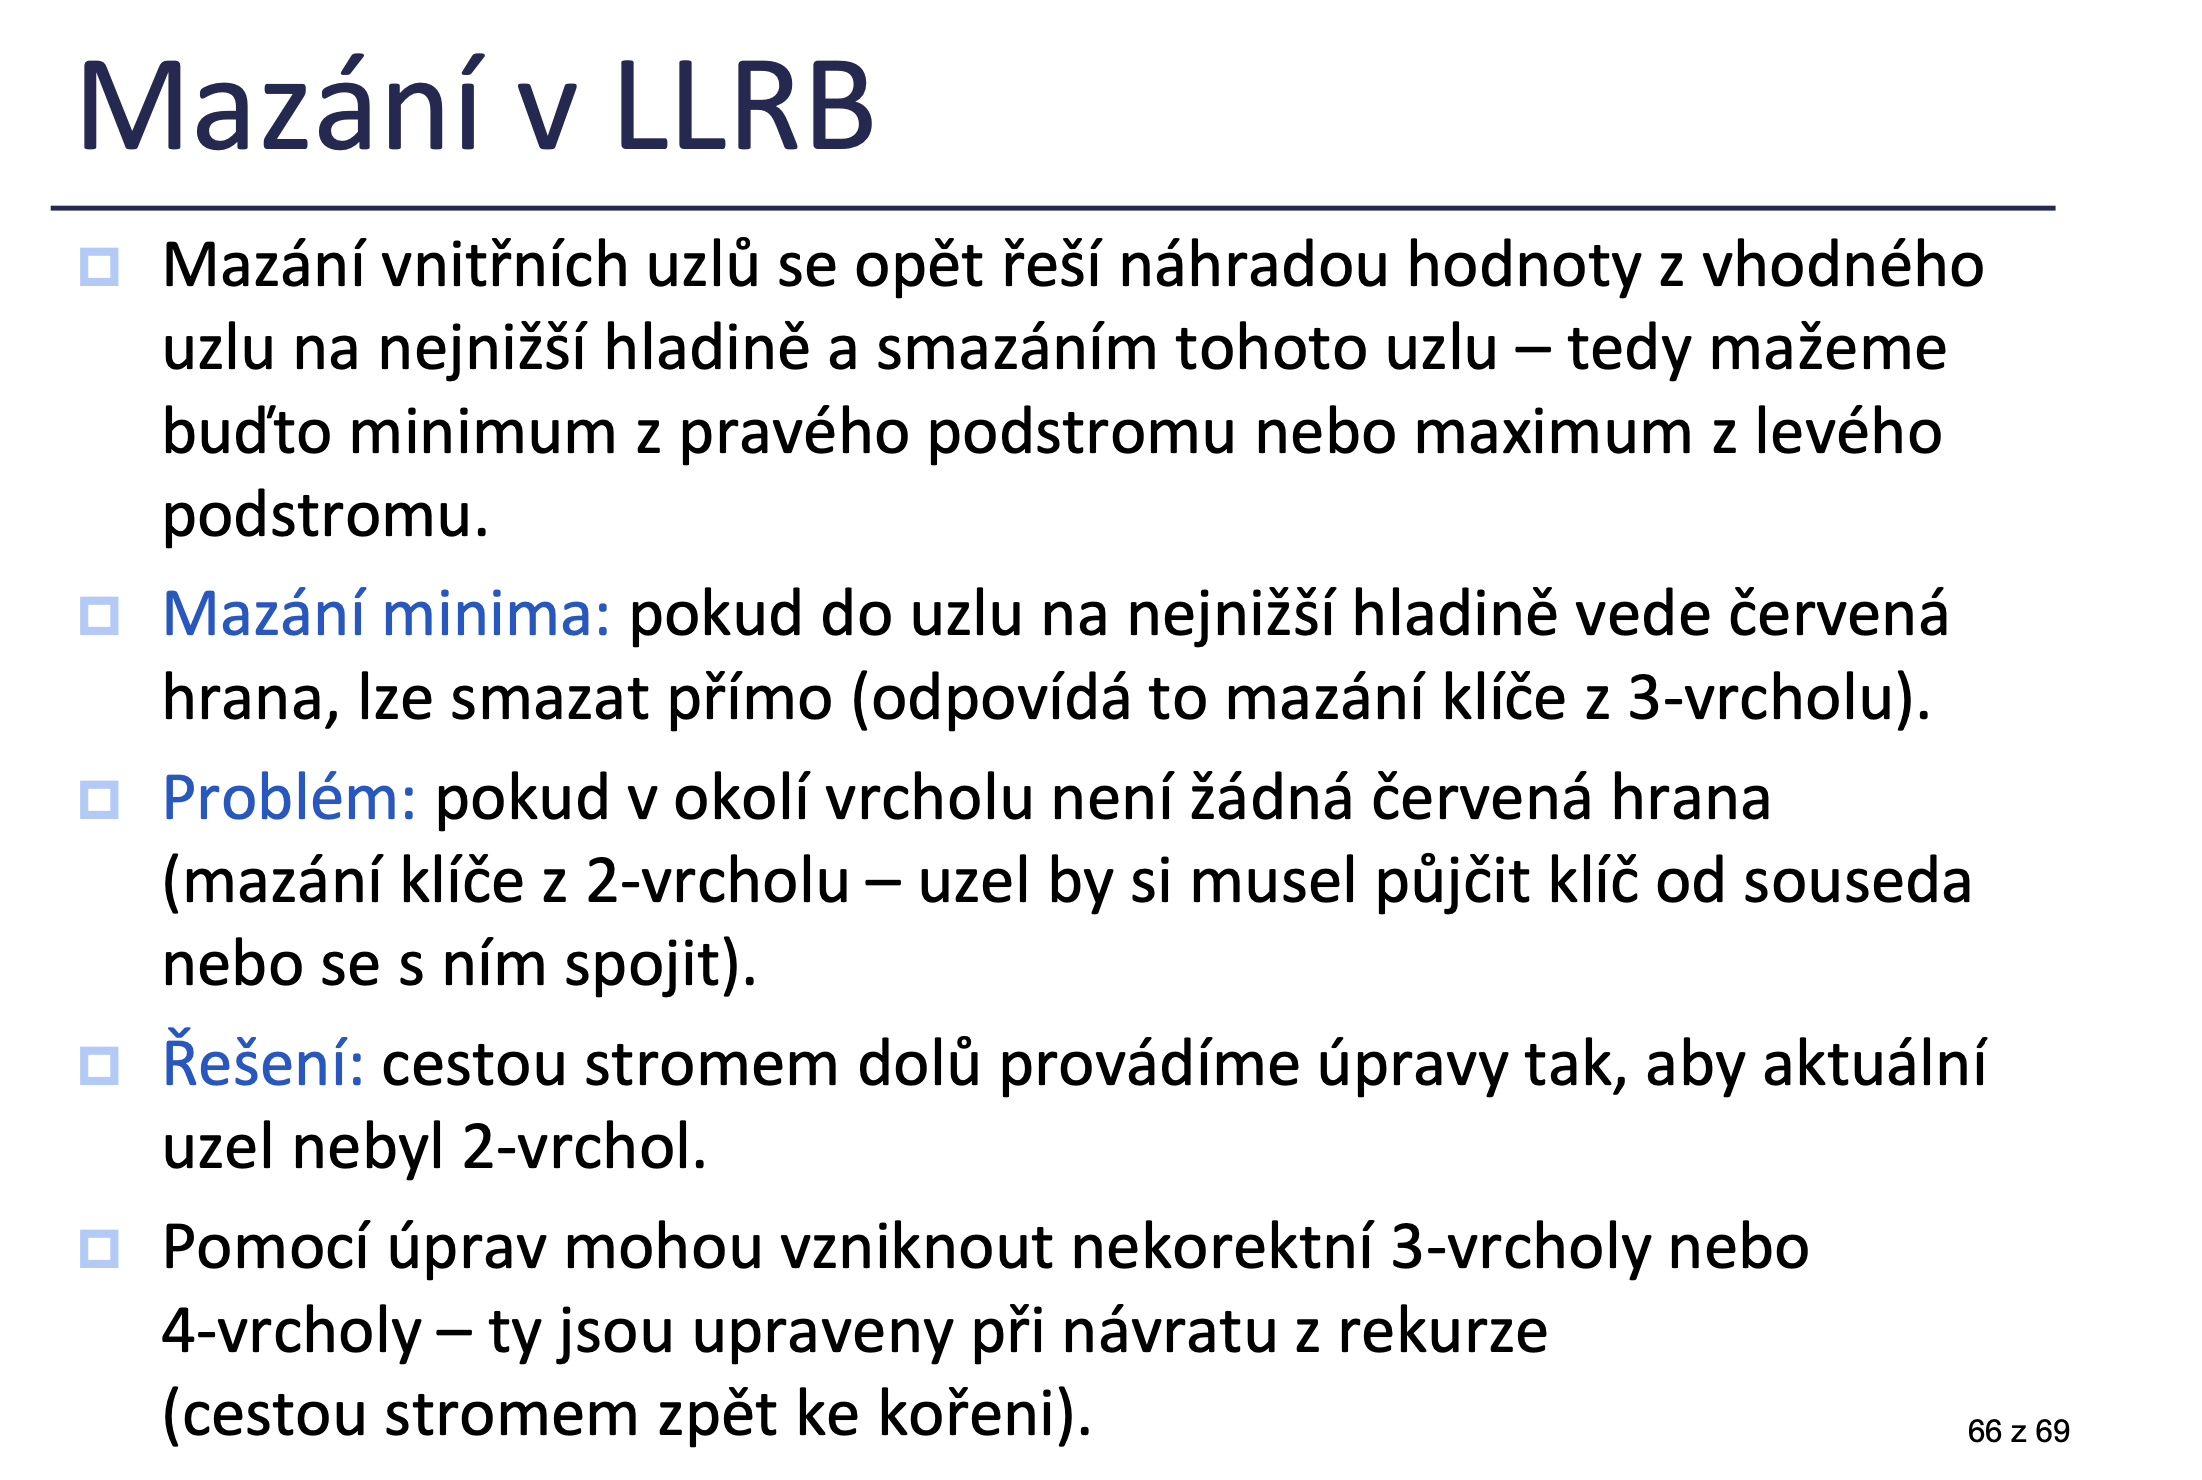 Mazání v LLRB
Mazání vnitřních uzlů se opět řeší náhradou hodnoty z vhodného
uzlu na nejnižší hladině a smazáním tohoto uzlu – tedy mažeme
buďto minimum z pravého podstromu nebo maximum z levého
podstromu.
Mazání minima: pokud do uzlu na nejnižší hladině vede červená
hrana, lze smazat přímo (odpovídá to mazání klíče z 3-vrcholu).
Problém: pokud v okolí vrcholu není žádná červená hrana
(mazání klíče z 2-vrcholu – uzel by si musel půjčit klíč od souseda
nebo se s ním spojit).
Řešení: cestou stromem dolů provádíme úpravy tak, aby aktuální
uzel nebyl 2-vrchol.
Pomocí úprav mohou vzniknout nekorektní 3-vrcholy nebo
4-vrcholy – ty jsou upraveny při návratu z rekurze
(cestou stromem zpět ke kořeni).
66 z 69